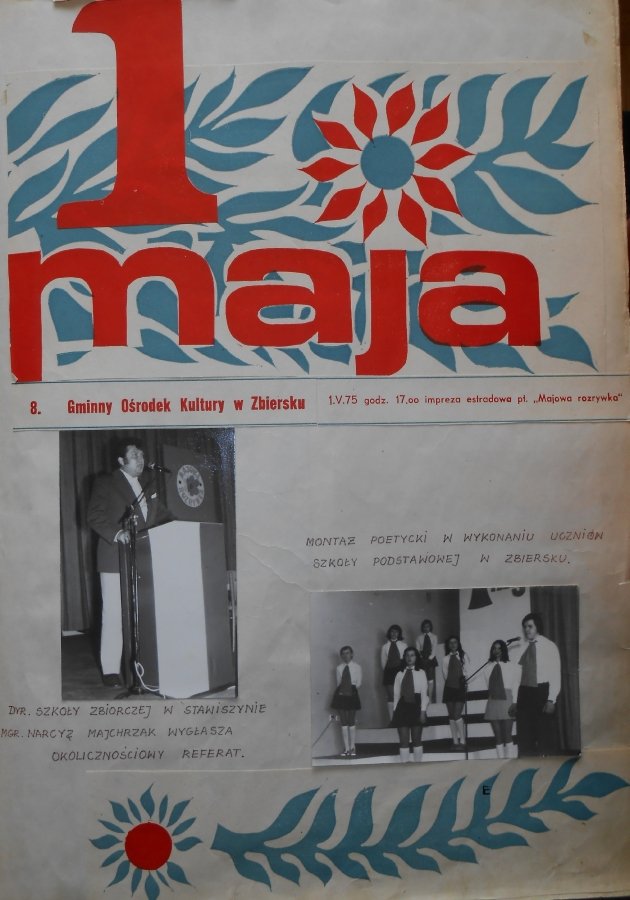 1
maja
8. Gminny Ośrodek Kultury w Zbiersku
1.V.75 godz. 17,oo impreza estradowa pt. „Majowa rozrywka"
MONTAŻ POETYCKI W WYKONANIU UCZNIÓW
SZKOŁY PODSTAWOWEJ W ZBIERSKU.
DYR. SZKOŁY ZBIORCZEJ W STAWISZYNIE
MGR. NARCYZ MAJCHRZAK WYGŁASZA
OKOLICZNOŚCIOWY REFERAT.
E